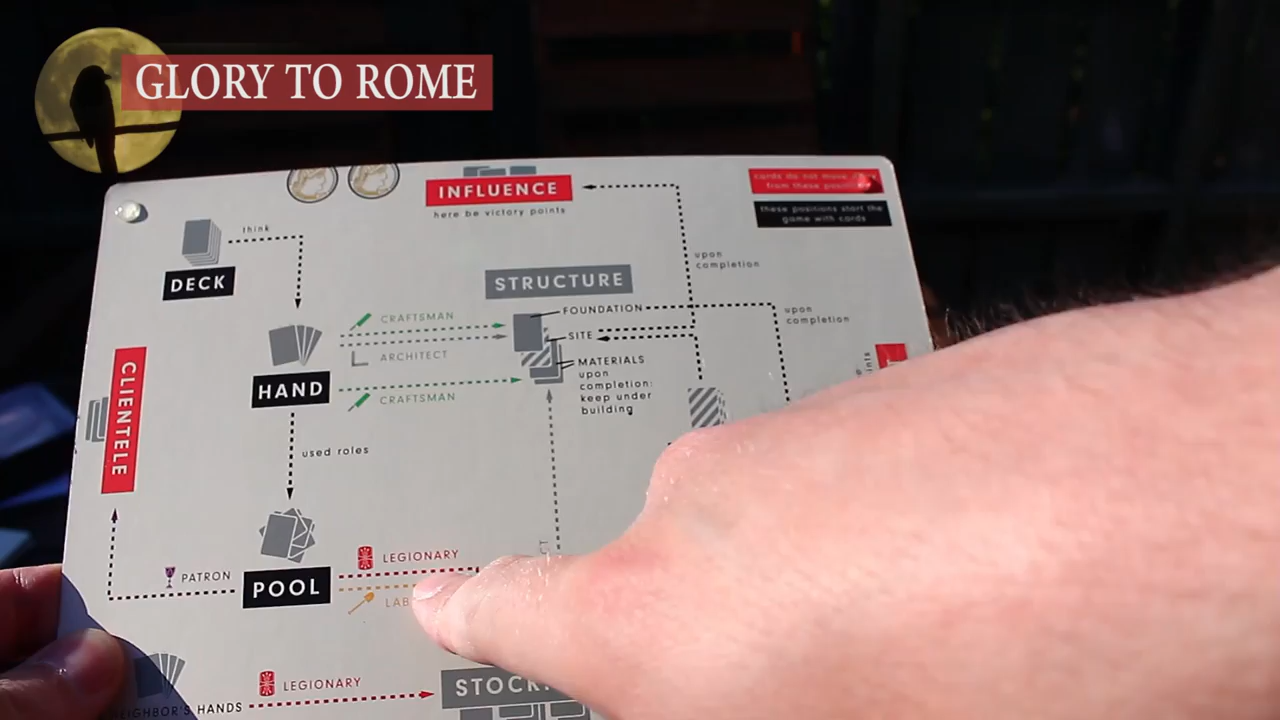 GLORY TO ROME
INFLUENCE
here be victory points
cards do not move
from these
these positions start the
game with cards
think
DECK
upon
completion
STRUCTURE
FOUNDATION
upon
completion
CRAFTSMAN
SITE
ARCHITECT
MATERIALS
upon
completion:
keep under
building
HAND
CRAFTSMAN
CLIENTELE
used roles
LEGIONARY
PATRON
POOL
LEGIONARY
HANDS